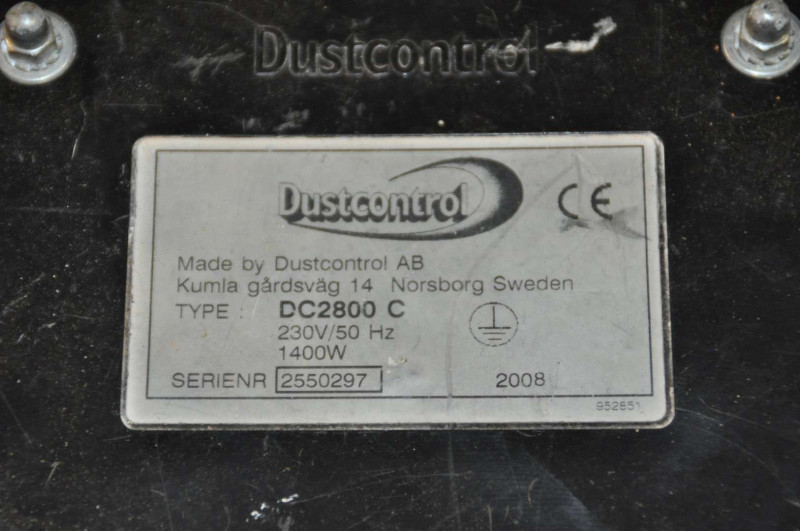 Dustcontrol
Dustcontrol CE
Made by Dustcontrol AB
Kumla gårdsväg 14 Norsborg Sweden
TYPE : DC2800 C
230V/50 Hz
1400W
SERIENR 2550297 2008
952851